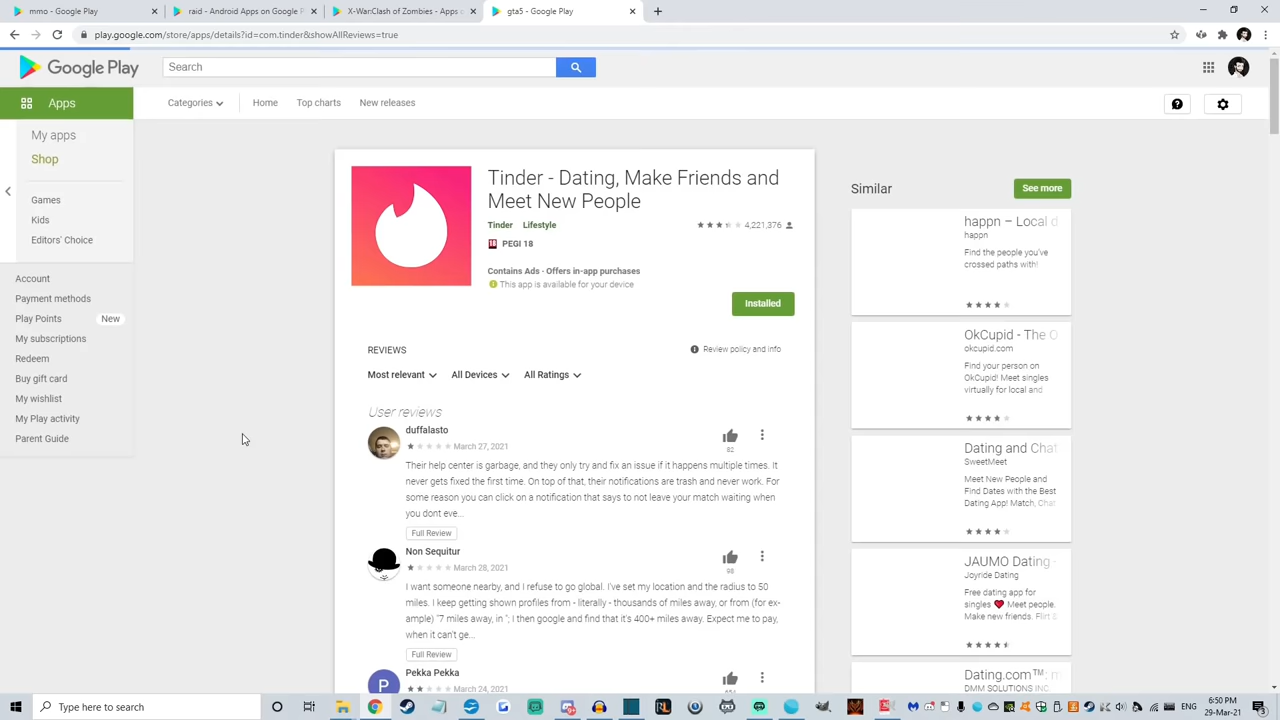 mmo - Google Play
raid - Android Apps on Google P
X-War:Clash of Zombies - Apps o
gta5 - Google Play
play.google.com/store/apps/details?id=com.tinder&showAllReviews=true
Google Play
Search
Apps
Categories
Home
Top charts
New releases
My apps
Shop
Games
Kids
Editors' Choice
Account
Payment methods
Play Points New
My subscriptions
Redeem
Buy gift card
My wishlist
My Play activity
Parent Guide
Tinder - Dating, Make Friends and
Meet New People
Tinder Lifestyle 4,221,376
PEGI 18
Contains Ads · Offers in-app purchases
This app is available for your device
Installed
REVIEWS
Review policy and info
Most relevant All Devices All Ratings
User reviews
duffalasto
March 27, 2021
82
Their help center is garbage, and they only try and fix an issue if it happens multiple times. It
never gets fixed the first time. On top of that, their notifications are trash and never work. For
some reason you can click on a notification that says to not leave your match waiting when
you dont eve...
Full Review
Non Sequitur
March 28, 2021
98
I want someone nearby, and I refuse to go global. I've set my location and the radius to 50
miles. I keep getting shown profiles from - literally - thousands of miles away, or from (for ex-
ample) "7 miles away, in "; I then google and find that it's 400+ miles away. Expect me to pay,
when it can't ge...
Full Review
P
Pekka Pekka
March 24, 2021
Similar
See more
happn – Local d
happn
Find the people you've
crossed paths with!
OkCupid - The O
okcupid.com
Find your person on
OkCupid! Meet singles
virtually for local and
Dating and Chat
SweetMeet
Meet New People and
Find Dates with the Best
Dating App! Match, Chat
JAUMO Dating -
Joyride Dating
Free dating app for
singles ❤️ Meet people.
Make new friends. Flirt
Dating.com™: m
DMM SOLUTIONS INC.
Type here to search
ENG
6:50 PM
29-Mar-21